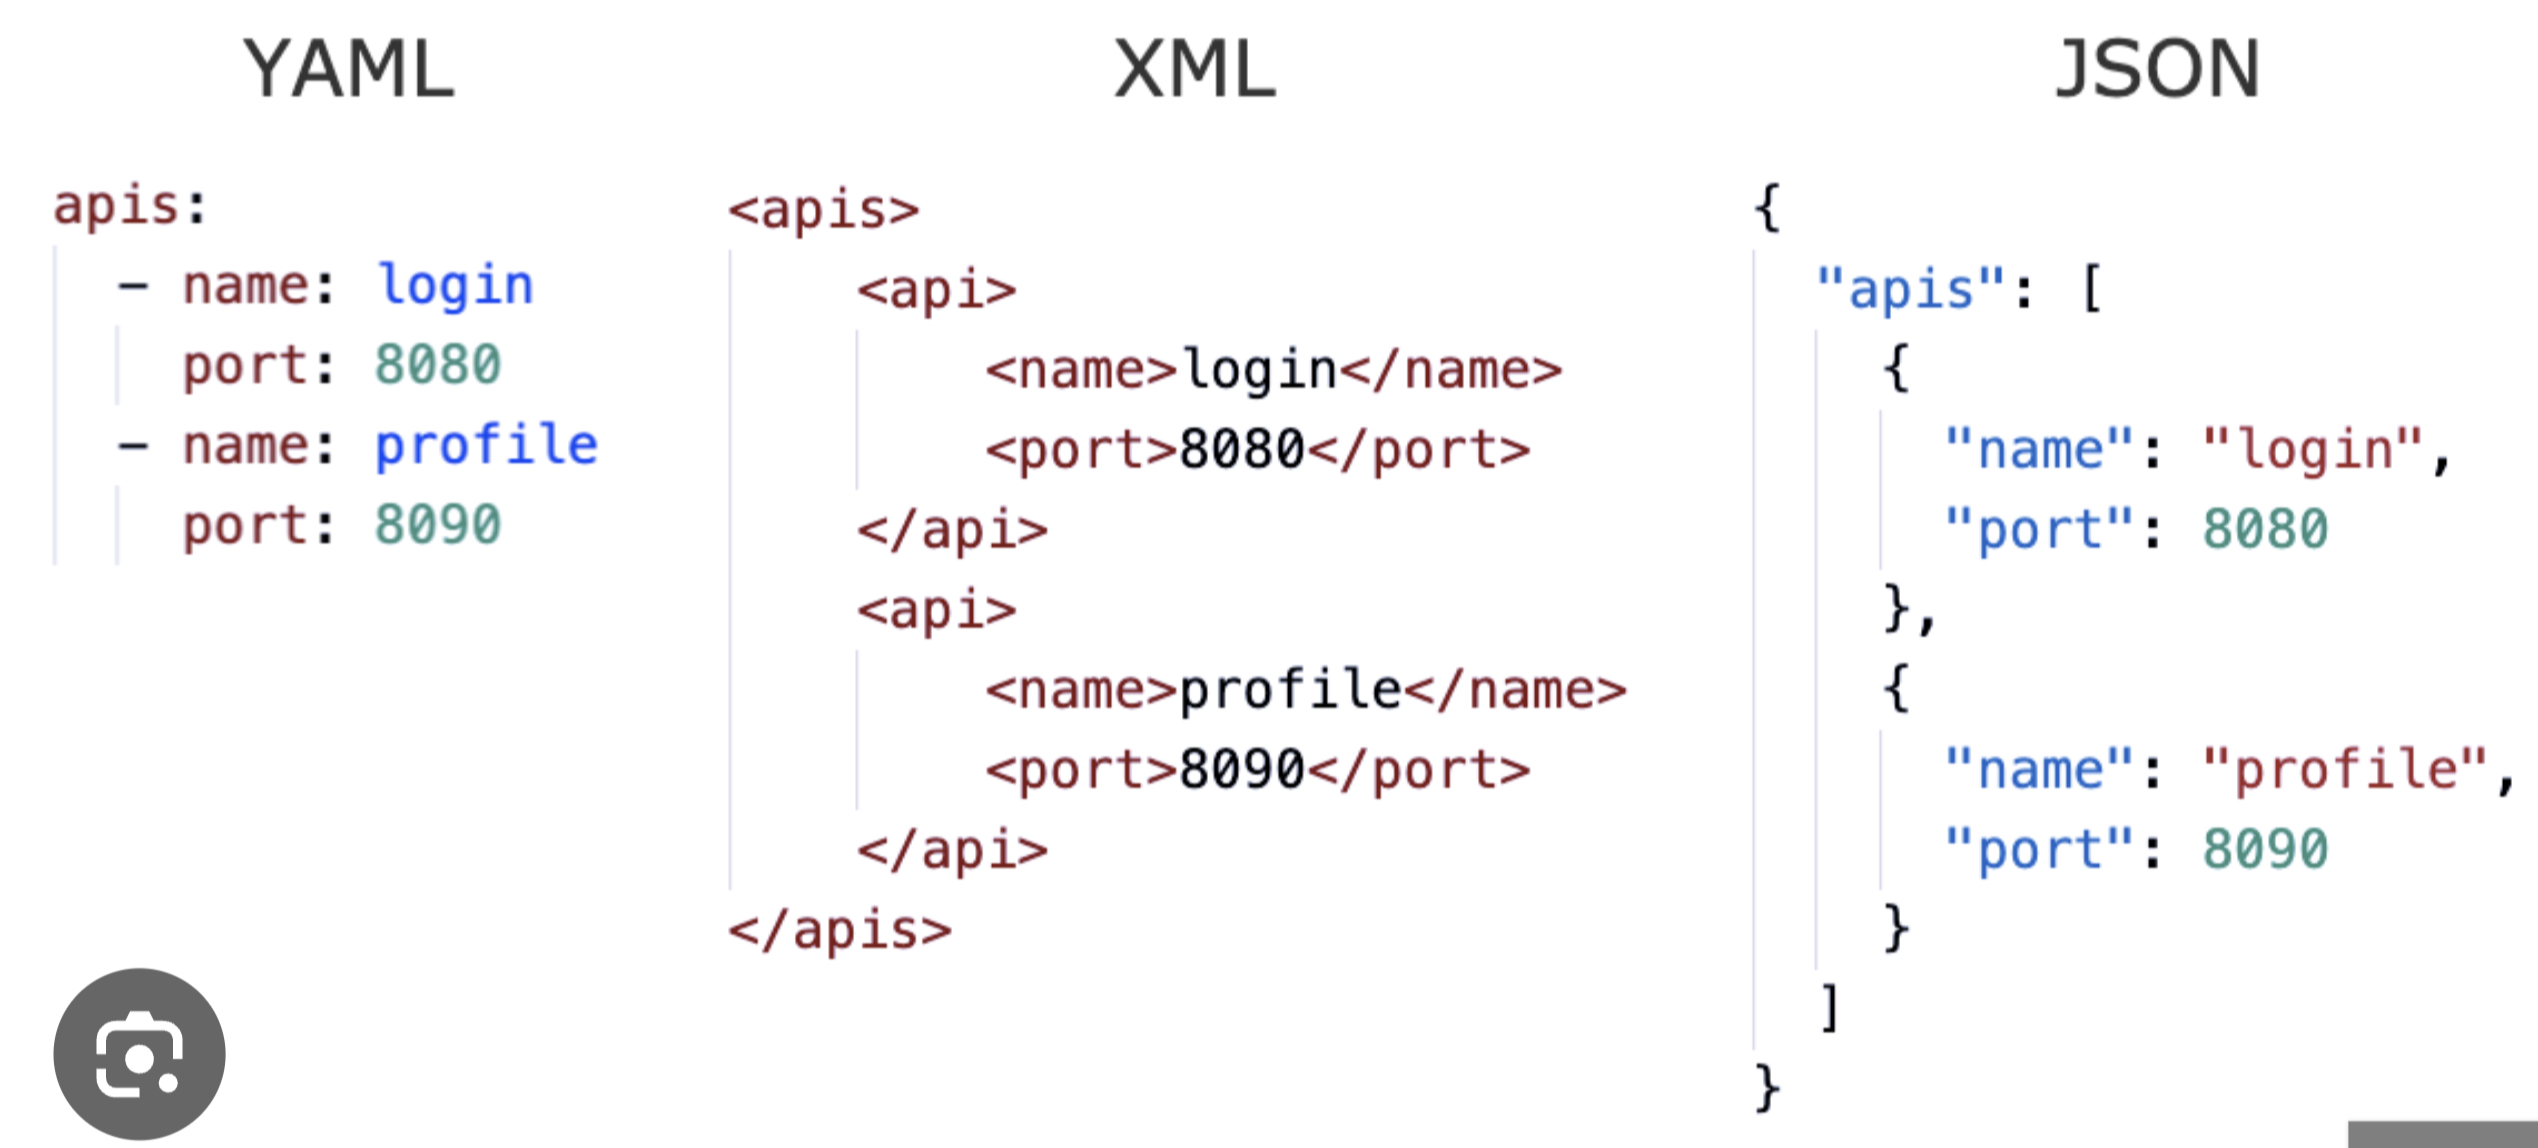 YAML
apis:
  - name: login
    port: 8080
  - name: profile
    port: 8090
XML
<apis>
    <api>
        <name>login</name>
        <port>8080</port>
    </api>
    <api>
        <name>profile</name>
        <port>8090</port>
    </api>
</apis>
JSON
{
  "apis": [
    {
      "name": "login",
      "port": 8080
    },
    {
      "name": "profile",
      "port": 8090
    }
  ]
}